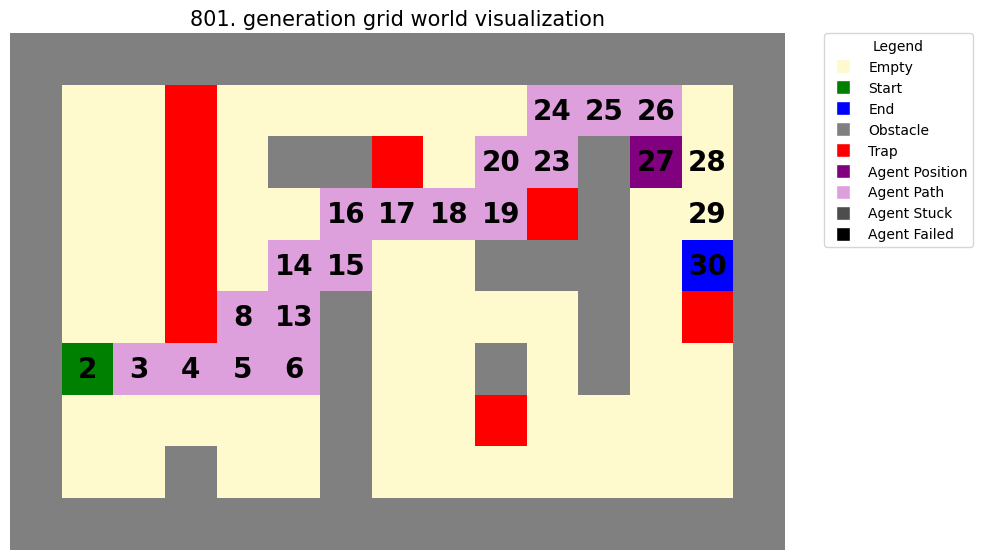 801. generation grid world visualization
24 25 26
20 23 27 28
16 17 18 19 29
14 15 30
8 13
2 3 4 5 6
Legend
Empty
Start
End
Obstacle
Trap
Agent Position
Agent Path
Agent Stuck
Agent Failed